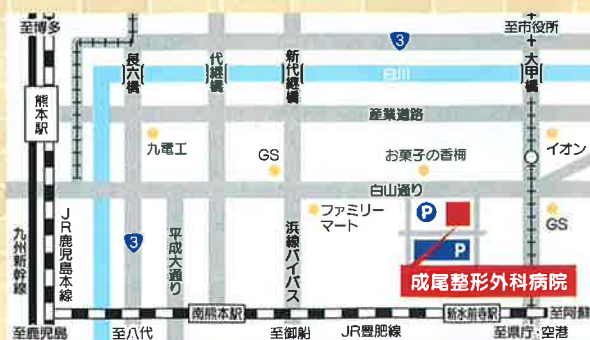 至博多
至市役所
3
長六橋
代継橋
新代継橋
大甲橋
白川
熊本駅
産業道路
九電工
GS
お菓子の香梅
イオン
白山通り
P
ファミリー
マート
GS
九州新幹線
JR鹿児島本線
3
平成大通り
浜線バイパス
P
成尾整形外科病院
南熊本駅
新水前寺駅
至阿蘇
至鹿児島
至八代
至御船
JR豊肥線
至県庁・空港